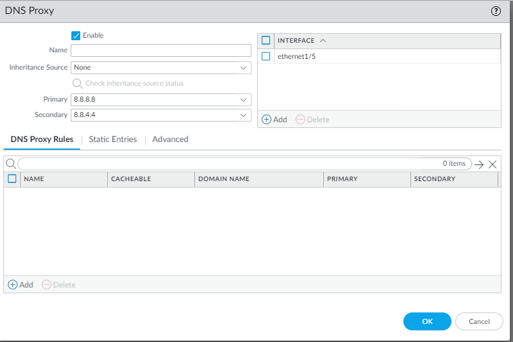 DNS Proxy
Enable
Name
Inheritance Source None
Check inheritance source status
Primary 8.8.8.8
Secondary 8.8.4.4
INTERFACE
ethernet1/5
Add Delete
DNS Proxy Rules Static Entries Advanced
0 items
NAME CACHEABLE DOMAIN NAME PRIMARY SECONDARY
Add Delete
OK Cancel